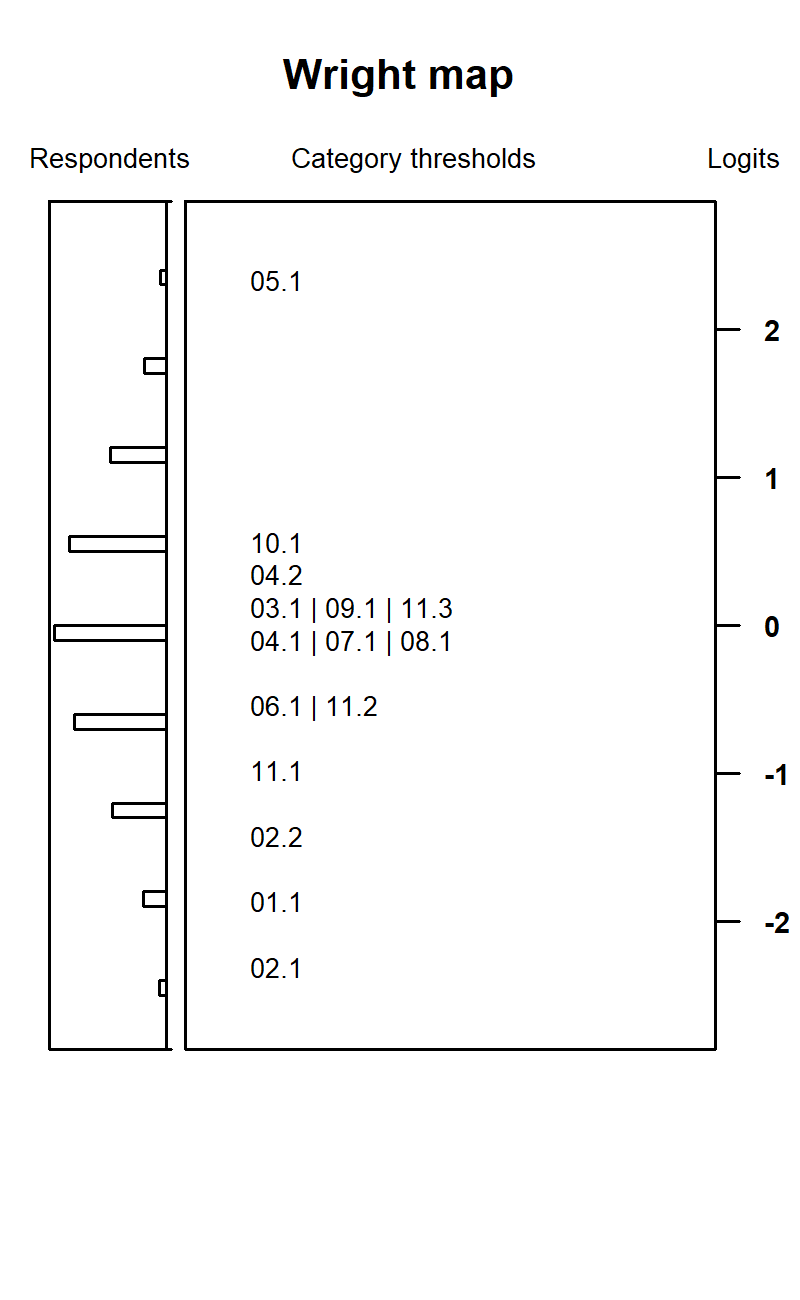 Wright map
Respondents Category thresholds Logits
05.1
2
1
10.1
04.2
03.1 | 09.1 | 11.3
0
04.1 | 07.1 | 08.1
06.1 | 11.2
11.1
-1
02.2
01.1
-2
02.1